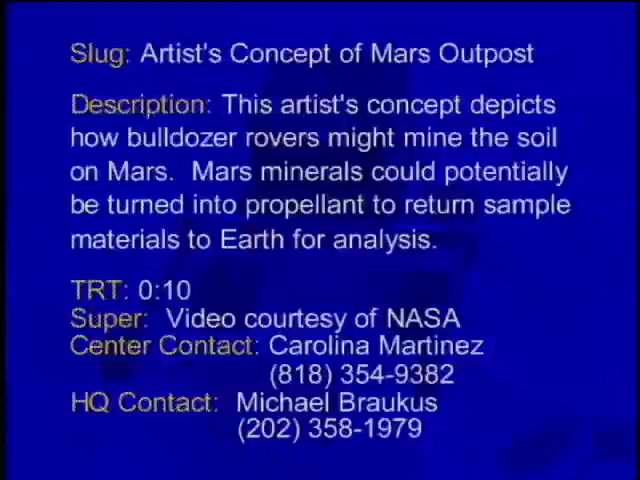 Slug: Artist's Concept of Mars Outpost
Description: This artist's concept depicts
how bulldozer rovers might mine the soil
on Mars.  Mars minerals could potentially
be turned into propellant to return sample
materials to Earth for analysis.
TRT: 0:10
Super:  Video courtesy of NASA
Center Contact: Carolina Martinez
(818) 354-9382
HQ Contact:  Michael Braukus
(202) 358-1979